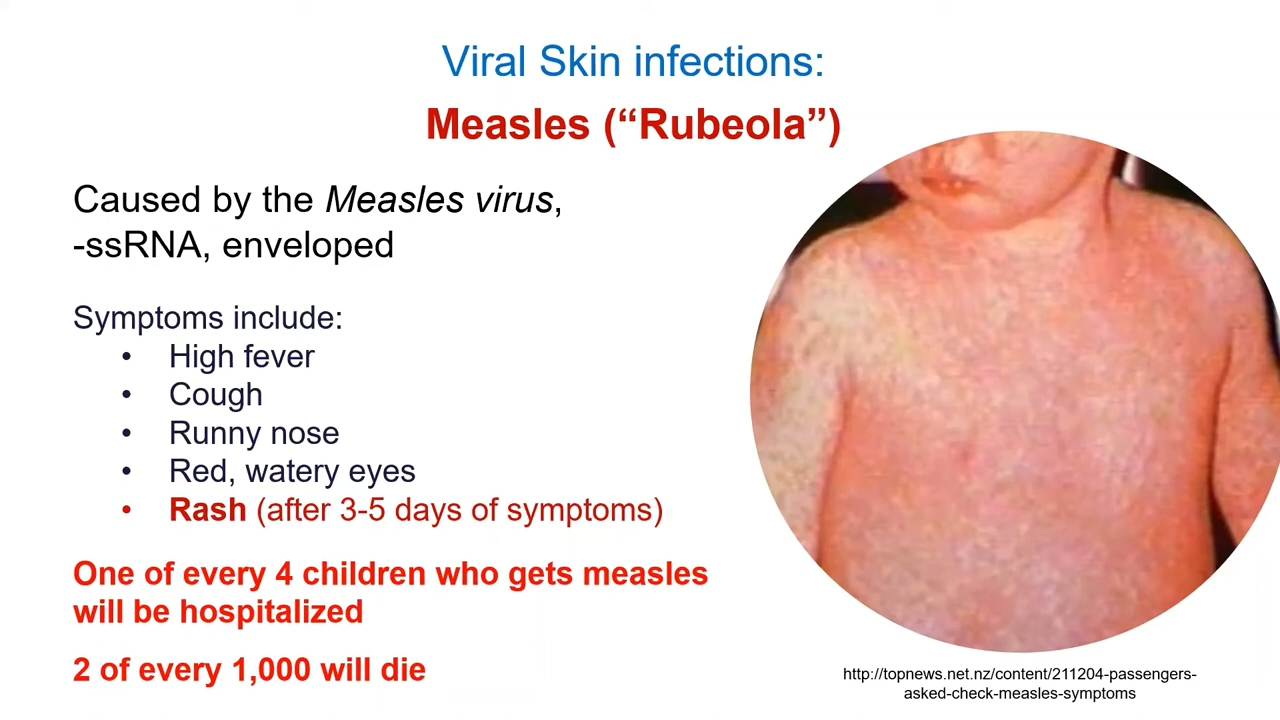 Viral Skin infections:
Measles (“Rubeola”)
Caused by the Measles virus,
-ssRNA, enveloped
Symptoms include:
• High fever
• Cough
• Runny nose
• Red, watery eyes
• Rash (after 3-5 days of symptoms)
One of every 4 children who gets measles
will be hospitalized
2 of every 1,000 will die
http://topnews.net.nz/content/211204-passengers-
asked-check-measles-symptoms